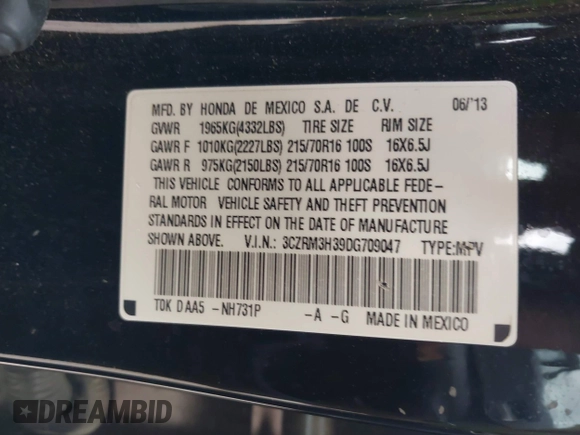 MFD. BY HONDA DE MEXICO S.A. DE C.V. 06/'13
GVWR 1965KG(4332LBS) TIRE SIZE RIM SIZE
GAWR F 1010KG(2227LBS) 215/70R16 100S 16X6.5J
GAWR R 975KG(2150LBS) 215/70R16 100S 16X6.5J
THIS VEHICLE CONFORMS TO ALL APPLICABLE FEDE-
RAL MOTOR VEHICLE SAFETY AND THEFT PREVENTION
STANDARDS IN EFFECT ON THE DATE OF MANUFACTURE
SHOWN ABOVE. V.I.N.: 3CZRM3H39DG709047 TYPE:MPV
T0K D AA5 -NH731P -A -G MADE IN MEXICO
DREAMBID